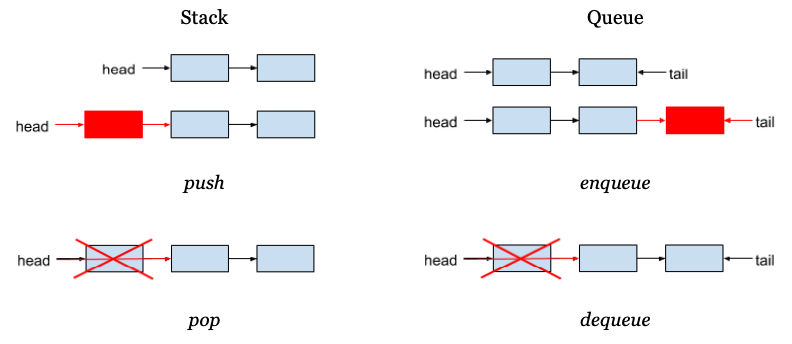 Stack
head
head
push
head
pop
Queue
head tail
head tail
enqueue
head tail
dequeue